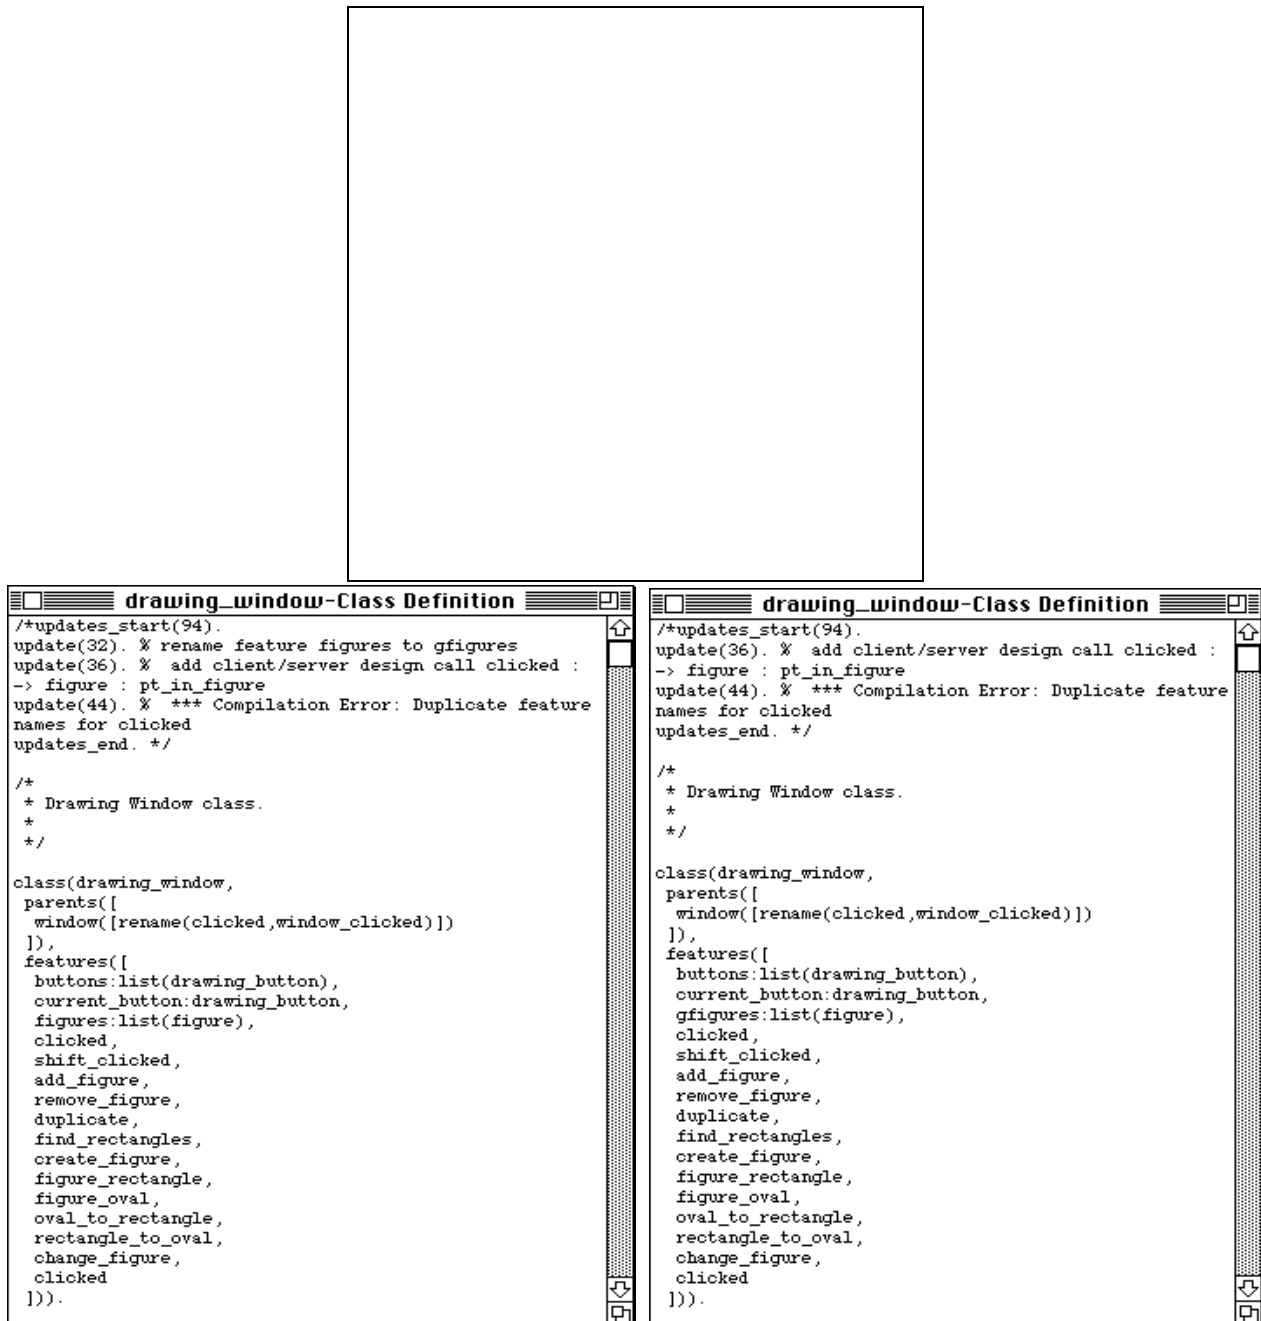 drawing_window-Class Definition
/*updates_start(94).
update(32). % rename feature figures to gfigures
update(36). %  add client/server design call clicked :
-> figure : pt_in_figure
update(44). %  *** Compilation Error: Duplicate feature
names for clicked
updates_end. */
/*
 * Drawing Window class.
 *
 */
class(drawing_window,
 parents([
  window([rename(clicked,window_clicked)])
 ]),
 features([
  buttons:list(drawing_button),
  current_button:drawing_button,
  figures:list(figure),
  clicked,
  shift_clicked,
  add_figure,
  remove_figure,
  duplicate,
  find_rectangles,
  create_figure,
  figure_rectangle,
  figure_oval,
  oval_to_rectangle,
  rectangle_to_oval,
  change_figure,
  clicked
 ])).
drawing_window-Class Definition
/*updates_start(94).
update(36). %  add client/server design call clicked :
-> figure : pt_in_figure
update(44). %  *** Compilation Error: Duplicate feature
names for clicked
updates_end. */
/*
 * Drawing Window class.
 *
 */
class(drawing_window,
 parents([
  window([rename(clicked,window_clicked)])
 ]),
 features([
  buttons:list(drawing_button),
  current_button:drawing_button,
  gfigures:list(figure),
  clicked,
  shift_clicked,
  add_figure,
  remove_figure,
  duplicate,
  find_rectangles,
  create_figure,
  figure_rectangle,
  figure_oval,
  oval_to_rectangle,
  rectangle_to_oval,
  change_figure,
  clicked
 ])).